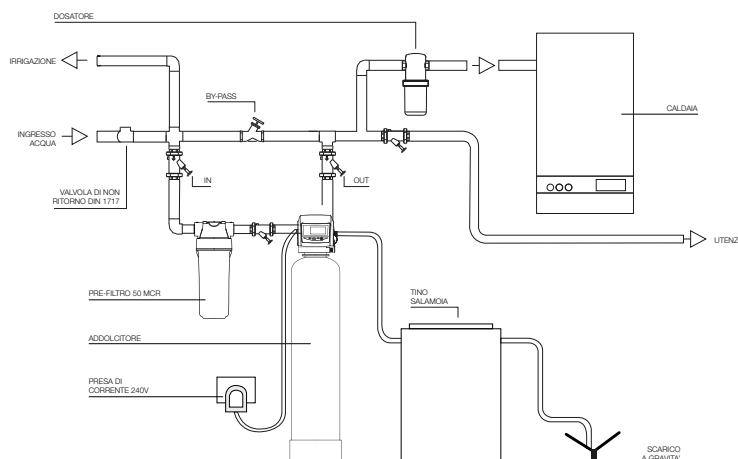 DOSATORE
IRRIGAZIONE
BY-PASS
CALDAIA
INGRESSO
ACQUA
IN
OUT
VALVOLA DI NON
RITORNO DIN 1717
UTENZ
PRE-FILTRO 50 MCR
TINO
SALAMOIA
ADDOLCITORE
PRESA DI
CORRENTE 240V
SCARICO
A GRAVITA'